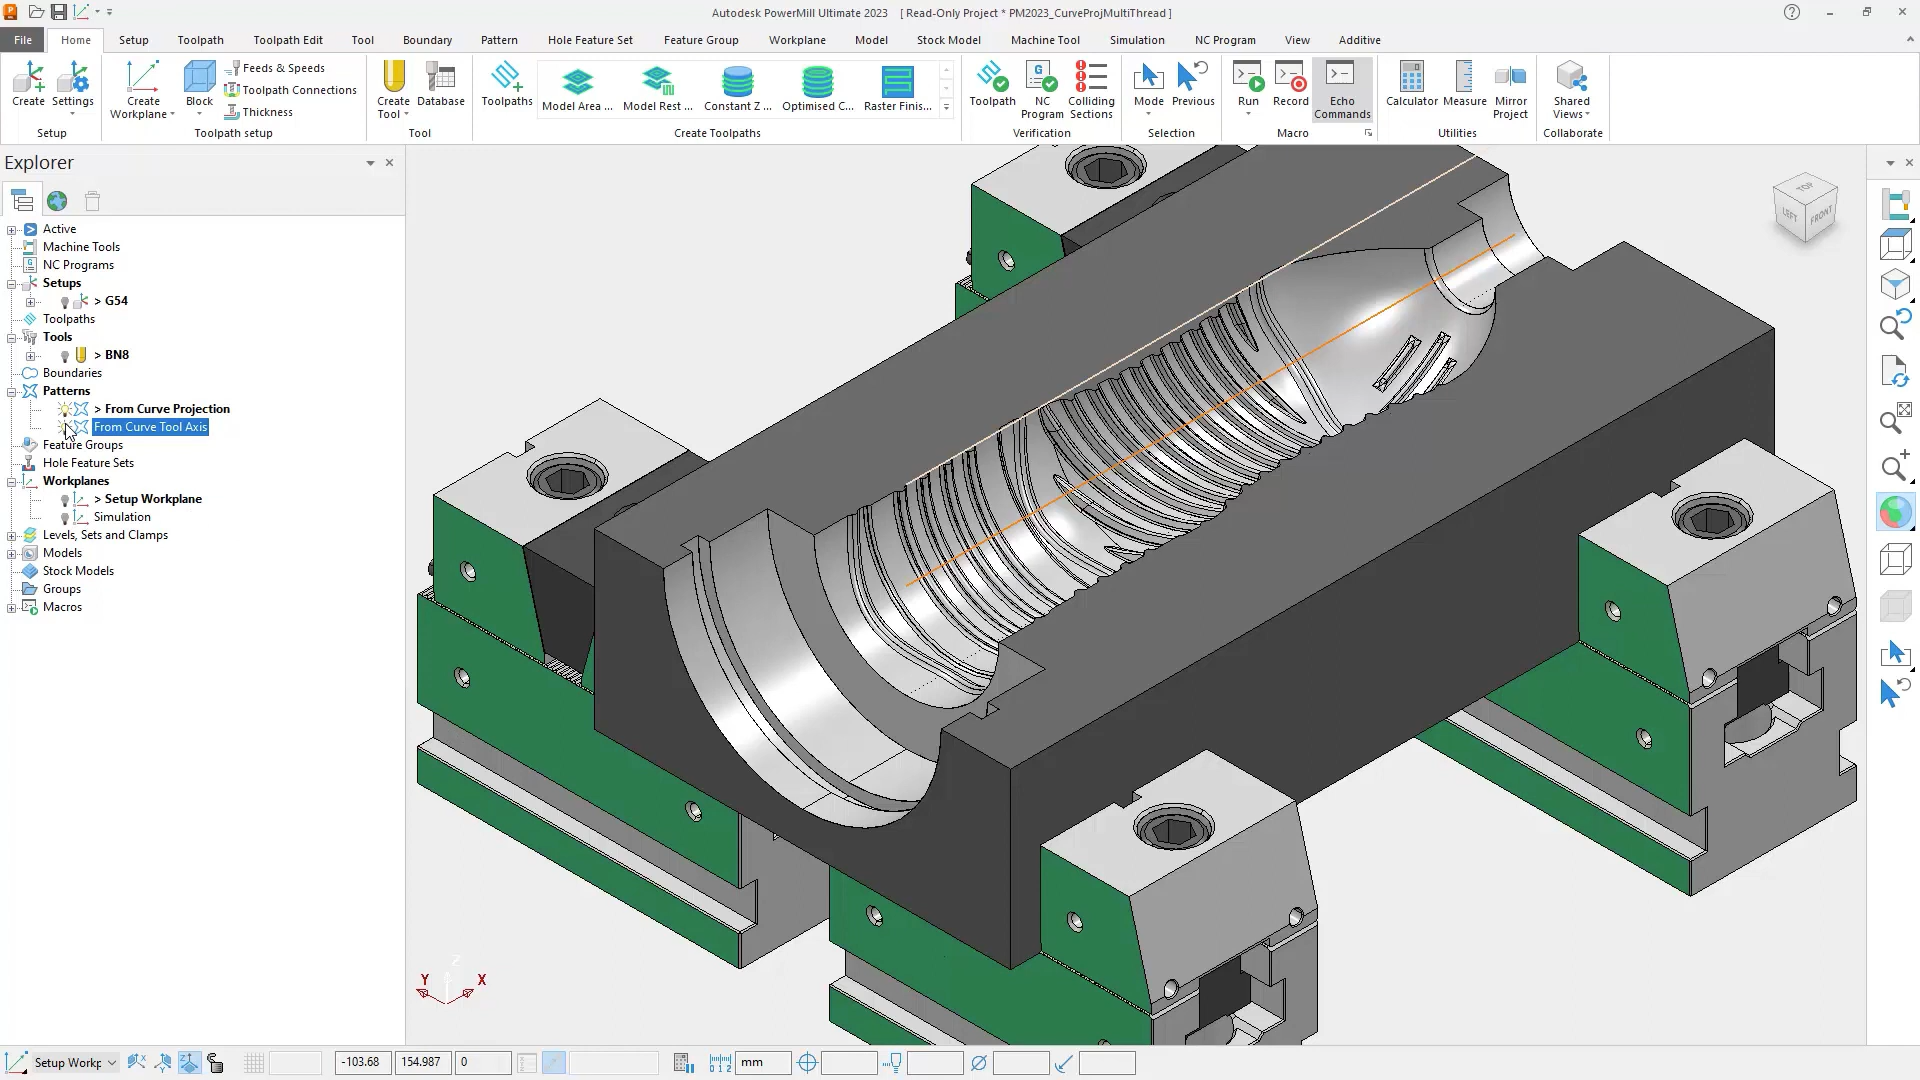 Autodesk PowerMill Ultimate 2023 [ Read-Only Project * PM2023_CurveProjMultiThread ]
File Home Setup Toolpath Toolpath Edit Tool Boundary Pattern Hole Feature Set Feature Group Workplane Model Stock Model Machine Tool Simulation NC Program View Additive
Create
Settings
Setup
Create Workplane
Block
Feeds & Speeds
Toolpath Connections
Thickness
Toolpath setup
Create Tool
Database
Tool
Toolpaths
Model Area ...
Model Rest ...
Constant Z ...
Optimised C...
Raster Finis...
Create Toolpaths
Toolpath
NC Program
Colliding Sections
Verification
Mode
Previous
Selection
Run
Record
Echo Commands
Macro
Calculator
Measure
Mirror Project
Utilities
Shared Views
Collaborate
Explorer
Active
Machine Tools
NC Programs
Setups
> G54
Toolpaths
Tools
> BN8
Boundaries
Patterns
> From Curve Projection
From Curve Tool Axis
Feature Groups
Hole Feature Sets
Workplanes
> Setup Workplane
Simulation
Levels, Sets and Clamps
Models
Stock Models
Groups
Macros
TOP
LEFT
FRONT
Z
Y
X
Setup Workp
-103.68
154.987
0
mm